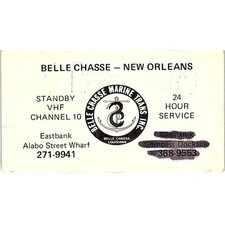 BELLE CHASSE – NEW ORLEANS
STANDBY
VHF
CHANNEL 10
BELLE CHASSE MARINE TRANS. INC.
BELLE CHASSE
LOUISIANA
24
HOUR
SERVICE
Eastbank
Alabo Street Wharf
271-9941
368-9553